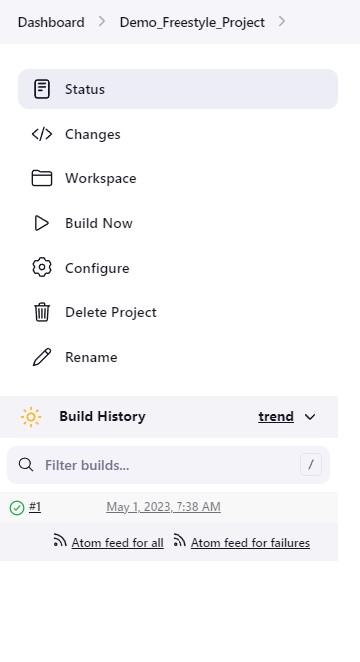 Dashboard > Demo_Freestyle_Project >
Status
Changes
Workspace
Build Now
Configure
Delete Project
Rename
Build History trend
Filter builds... /
#1 May 1, 2023, 7:38 AM
Atom feed for all Atom feed for failures